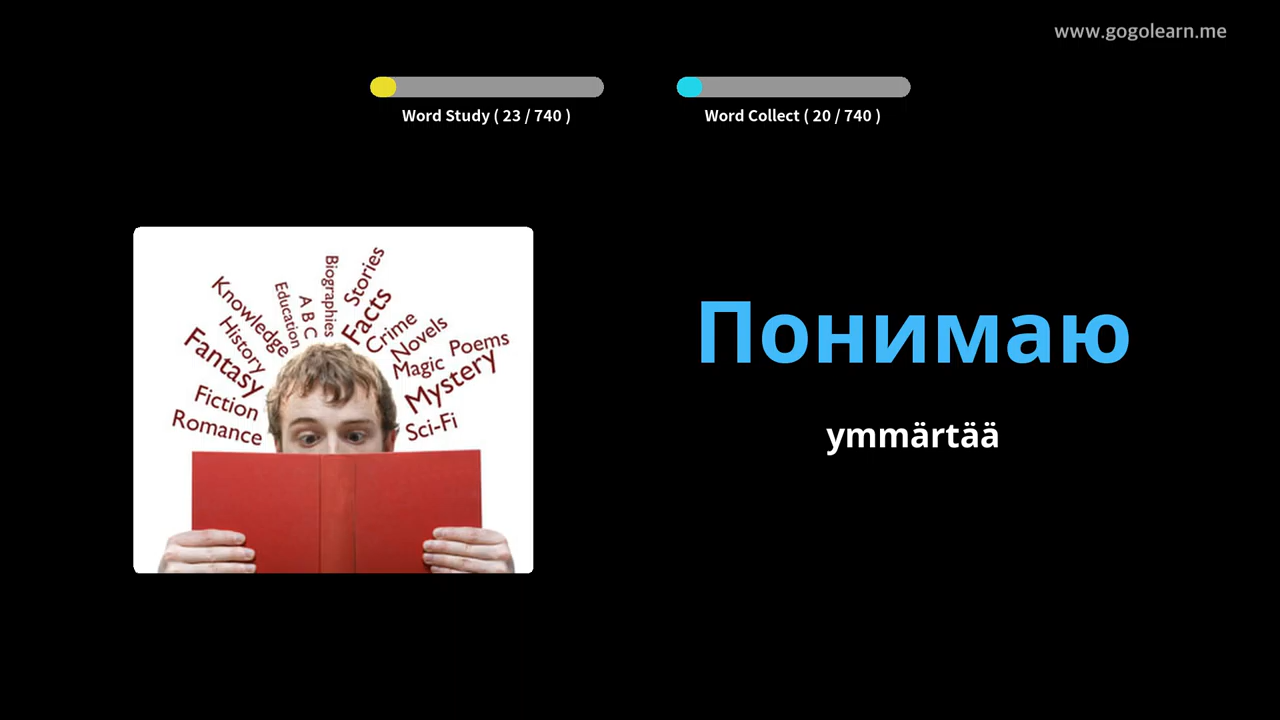 www.gogolearn.me
Word Study ( 23 / 740 )
Word Collect ( 20 / 740 )
Biographies
Stories
Education
A B C
Facts
Knowledge
History
Crime
Novels
Poems
Fantasy
Magic
Mystery
Fiction
Romance
Sci-Fi
Понимаю
ymmärtää